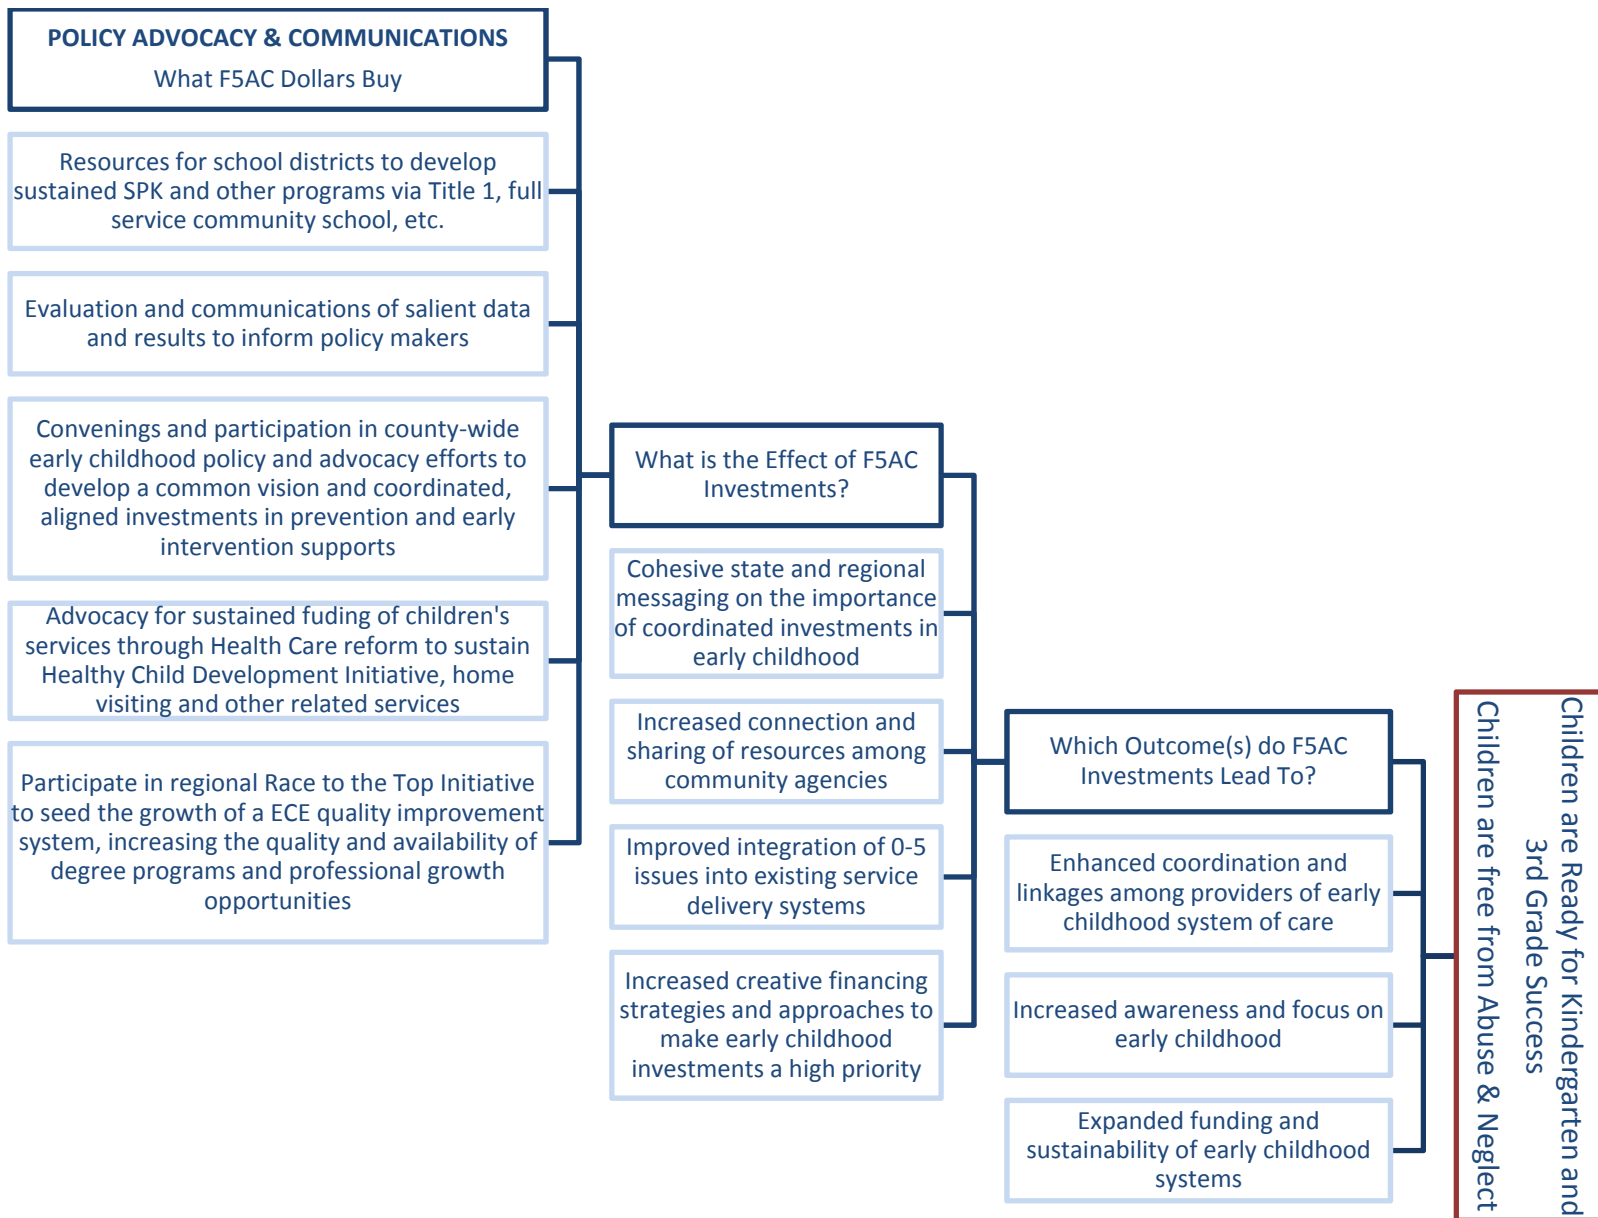 POLICY ADVOCACY & COMMUNICATIONS
What F5AC Dollars Buy
Resources for school districts to develop
sustained SPK and other programs via Title 1, full
service community school, etc.
Evaluation and communications of salient data
and results to inform policy makers
Convenings and participation in county-wide
early childhood policy and advocacy efforts to
develop a common vision and coordinated,
aligned investments in prevention and early
intervention supports
Advocacy for sustained fuding of children's
services through Health Care reform to sustain
Healthy Child Development Initiative, home
visiting and other related services
Participate in regional Race to the Top Initiative
to seed the growth of a ECE quality improvement
system, increasing the quality and availability of
degree programs and professional growth
opportunities
What is the Effect of F5AC
Investments?
Cohesive state and regional
messaging on the importance
of coordinated investments in
early childhood
Increased connection and
sharing of resources among
community agencies
Improved integration of 0-5
issues into existing service
delivery systems
Increased creative financing
strategies and approaches to
make early childhood
investments a high priority
Which Outcome(s) do F5AC
Investments Lead To?
Enhanced coordination and
linkages among providers of early
childhood system of care
Increased awareness and focus on
early childhood
Expanded funding and
sustainability of early childhood
systems
Children are Ready for Kindergarten and
3rd Grade Success
Children are free from Abuse & Neglect